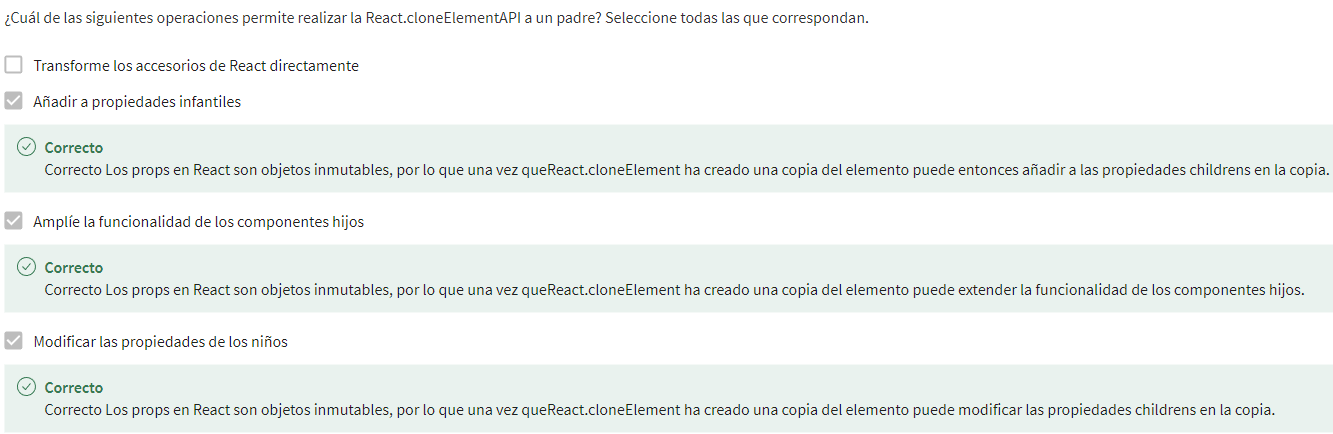 ¿Cuál de las siguientes operaciones permite realizar la React.cloneElementAPI a un padre? Seleccione todas las que correspondan.
Transforme los accesorios de React directamente
Añadir a propiedades infantiles
Correcto
Correcto Los props en React son objetos inmutables, por lo que una vez queReact.cloneElement ha creado una copia del elemento puede entonces añadir a las propiedades childrens en la copia.
Amplíe la funcionalidad de los componentes hijos
Correcto
Correcto Los props en React son objetos inmutables, por lo que una vez queReact.cloneElement ha creado una copia del elemento puede extender la funcionalidad de los componentes hijos.
Modificar las propiedades de los niños
Correcto
Correcto Los props en React son objetos inmutables, por lo que una vez queReact.cloneElement ha creado una copia del elemento puede modificar las propiedades childrens en la copia.